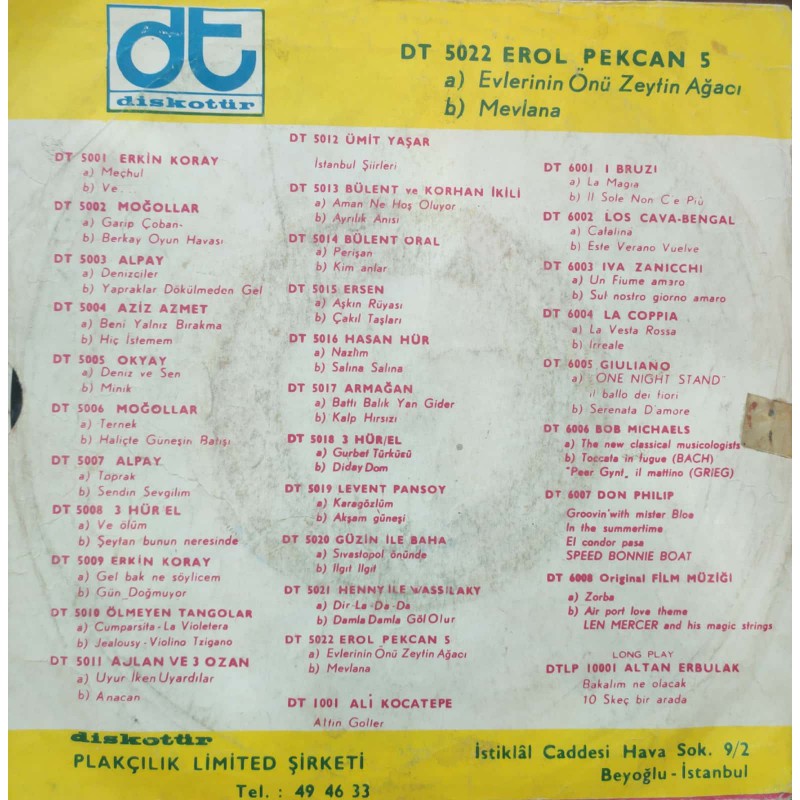 dt
diskotür
DT 5022 EROL PEKCAN 5
a) Evlerinin Önü Zeytin Ağacı
b) Mevlana
DT 5001 ERKİN KORAY
a) Meçhul
b) Ve.....
DT 5002 MOĞOLLAR
a) Garip Çoban
b) Berkay Oyun Havası
DT 5003 ALPAY
a) Denizciler
b) Yapraklar Dökülmeden Gel
DT 5004 AZİZ AZMET
a) Beni Yalnız Bırakma
b) Hiç İstemem
DT 5005 OKYAY
a) Deniz ve Sen
b) Minik
DT 5006 MOĞOLLAR
a) Ternek
b) Haliçte Güneşin Batışı
DT 5007 ALPAY
a) Toprak
b) Sendin Sevgilim
DT 5008 3 HÜR EL
a) Ve ölüm
b) Şeytan bunun neresinde
DT 5009 ERKİN KORAY
a) Gel bak ne söylicem
b) Gün Doğmuyor
DT 5010 ÖLMEYEN TANGOLAR
a) Cumparsita - La Violetera
b) Jealousy - Violino Tzigano
DT 5011 AJLAN VE 3 OZAN
a) Uyur İken Uyardılar
b) Anacan
DT 5012 ÜMİT YAŞAR
İstanbul Şiirleri
DT 5013 BÜLENT ve KORHAN İKİLİ
a) Aman Ne Hoş Oluyor
b) Ayrılık Anısı
DT 5014 BÜLENT ORAL
a) Perişan
b) Kim anlar
DT 5015 ERSEN
a) Aşkın Rüyası
b) Çakıl Taşları
DT 5016 HASAN HÜR
a) Nazlım
b) Salına Salına
DT 5017 ARMAĞAN
a) Battı Balık Yan Gider
b) Kalp Hırsızı
DT 5018 3 HÜR/EL
a) Gurbet Türküsü
b) Diday Dom
DT 5019 LEVENT PANSOY
a) Karagözlüm
b) Akşam güneşi
DT 5020 GÜZİN İLE BAHA
a) Sıvastopol önünde
b) Ilgıt Ilgıt
DT 5021 HENNY İLE WASSILAKY
a) Dir-La-Da-Da
b) Damla Damla Göl Olur
DT 5022 EROL PEKCAN 5
a) Evlerinin Önü Zeytin Ağacı
b) Mevlana
DT 1001 ALİ KOCATEPE
Altın Goller
DT 6001 I BRUZI
a) La Magia
b) Il Sole Non C'e Più
DT 6002 LOS CAVA-BENGAL
a) Catalina
b) Este Verano Vuelve
DT 6003 IVA ZANICCHI
a) Un Fiume amaro
b) Sul nostro giorno amaro
DT 6004 LA COPPIA
a) La Vesta Rossa
b) Irreale
DT 6005 GIULIANO
a) "ONE NIGHT STAND"
il ballo dei fiori
b) Serenata D'amore
DT 6006 BOB MICHAELS
a) The new classical musicologists
b) Toccata in fugue (BACH)
"Peer Gynt, il mattino (GRIEG)
DT 6007 DON PHILIP
Groovin'with mister Bloe
In the summertime
El condor pasa
SPEED BONNIE BOAT
DT 6008 Original FİLM MÜZİĞİ
a) Zorba
b) Air port love theme
LEN MERCER and his magic strings
LONG PLAY
DTLP 10001 ALTAN ERBULAK
Bakalım ne olacak
10 Skeç bir arada
diskotür
PLAKÇILIK LİMİTED ŞİRKETİ
Tel. : 49 46 33
İstiklâl Caddesi Hava Sok. 9/2
Beyoğlu - İstanbul